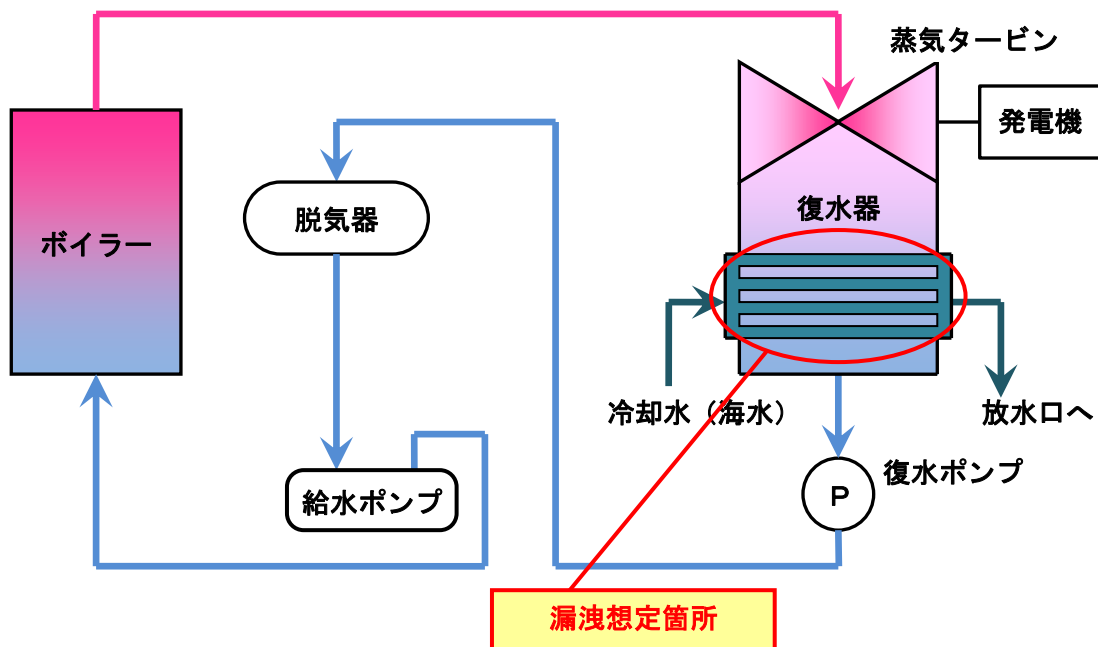 蒸気タービン
発電機
脱気器
復水器
ボイラー
冷却水（海水）
放水口へ
復水ポンプ
給水ポンプ
P
漏洩想定箇所